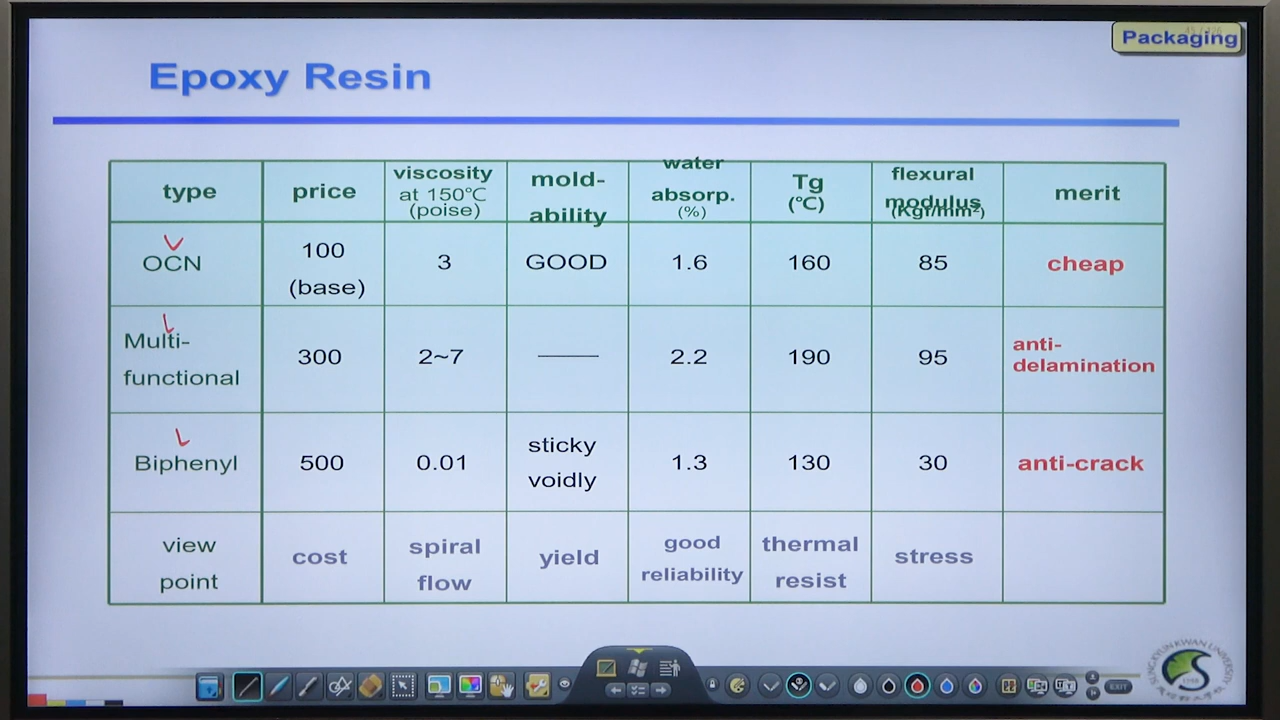 Packaging
Epoxy Resin
type
price
viscosity
at 150℃
(poise)
mold-
ability
water
absorp.
(%)
Tg
(℃)
flexural
modulus
(Kgf/mm²)
merit
OCN
100
(base)
3
GOOD
1.6
160
85
cheap
Multi-
functional
300
2~7
2.2
190
95
anti-
delamination
Biphenyl
500
0.01
sticky
voidly
1.3
130
30
anti-crack
view
point
cost
spiral
flow
yield
good
reliability
thermal
resist
stress
EXIT